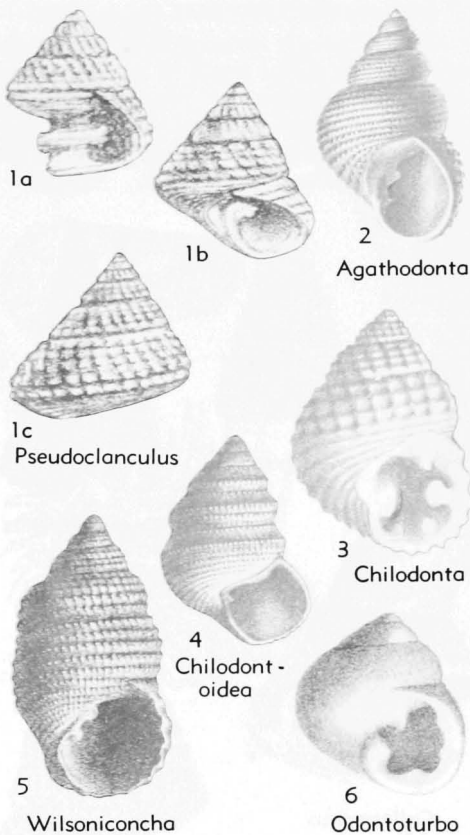 1a
1b
2
Agathodonta
1c
Pseudoclanculus
3
Chilodonta
4
Chilodont-
oidea
5
Wilsoniconcha
6
Odontoturbo